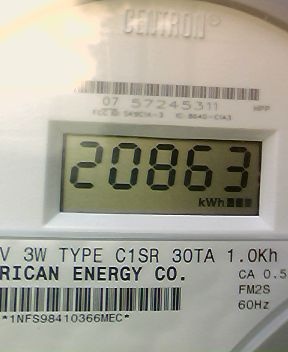 CENTRON®
07 57245311
HPP
20863
kWh
V 3W TYPE C1SR 30TA 1.0Kh
RICAN ENERGY CO.
CA 0.5
FM2S
60Hz
*1NFS98410366MEC*